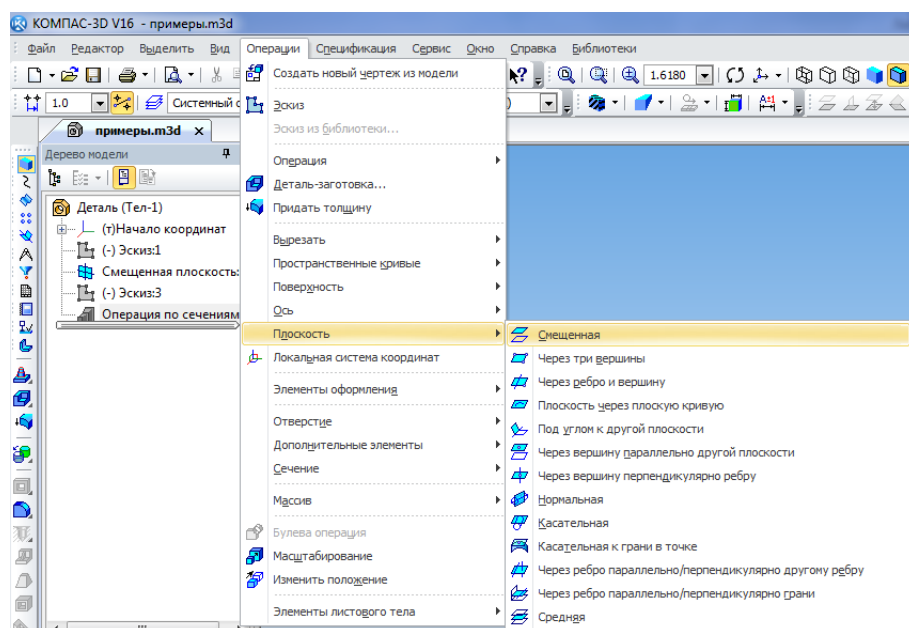 КОМПАС-3D V16 - примеры.m3d
Файл Редактор Выделить Вид Операции Спецификация Сервис Окно Справка Библиотеки
1.6180
1.0 Системный с
примеры.m3d x
Дерево модели
Деталь (Тел-1)
(т)Начало координат
(-) Эскиз:1
Смещенная плоскость:
(-) Эскиз:3
Операция по сечениям
Создать новый чертеж из модели
Эскиз
Эскиз из библиотеки...
Операция
Деталь-заготовка...
Придать толщину
Вырезать
Пространственные кривые
Поверхность
Ось
Плоскость
Локальная система координат
Элементы оформления
Отверстие
Дополнительные элементы
Сечение
Массив
Булева операция
Масштабирование
Изменить положение
Элементы листового тела
Смещенная
Через три вершины
Через ребро и вершину
Плоскость через плоскую кривую
Под углом к другой плоскости
Через вершину параллельно другой плоскости
Через вершину перпендикулярно ребру
Нормальная
Касательная
Касательная к грани в точке
Через ребро параллельно/перпендикулярно другому ребру
Через ребро параллельно/перпендикулярно грани
Средняя